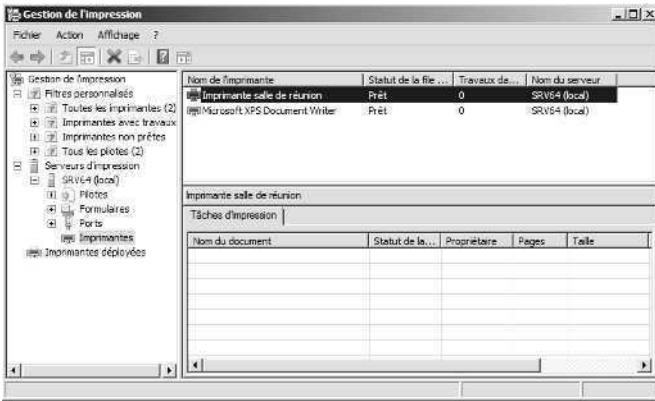 Gestion de l'impression
Fichier Action Affichage ?
Gestion de l'impression
Filtres personnalisés
Toutes les imprimantes (2)
Imprimantes avec travaux
Imprimantes non prêtes
Tous les pilotes (2)
Serveurs d'impression
SRV64 (local)
Pilotes
Formulaires
Ports
Imprimantes
Imprimantes déployées
Nom de l'imprimante Statut de la file ... Travaux da... Nom du serveur
Imprimante salle de réunion Prêt 0 SRV64 (local)
Microsoft XPS Document Writer Prêt 0 SRV64 (local)
Imprimante salle de réunion
Tâches d'impression
Nom du document Statut de la... Propriétaire Pages Taille